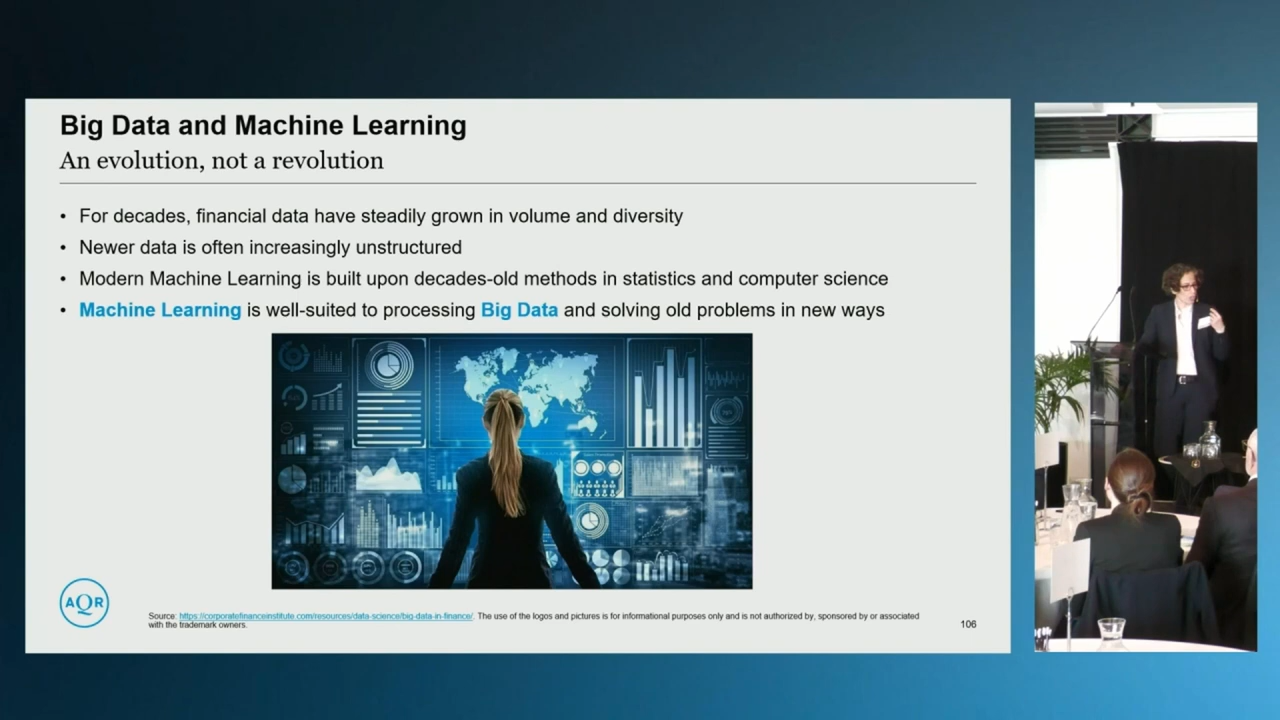 Big Data and Machine Learning
An evolution, not a revolution
• For decades, financial data have steadily grown in volume and diversity
• Newer data is often increasingly unstructured
• Modern Machine Learning is built upon decades-old methods in statistics and computer science
• Machine Learning is well-suited to processing Big Data and solving old problems in new ways
AQR
Source: https://corporatefinanceinstitute.com/resources/data-science/big-data-in-finance/. The use of the logos and pictures is for informational purposes only and is not authorized by, sponsored by or associated
with the trademark owners.
106